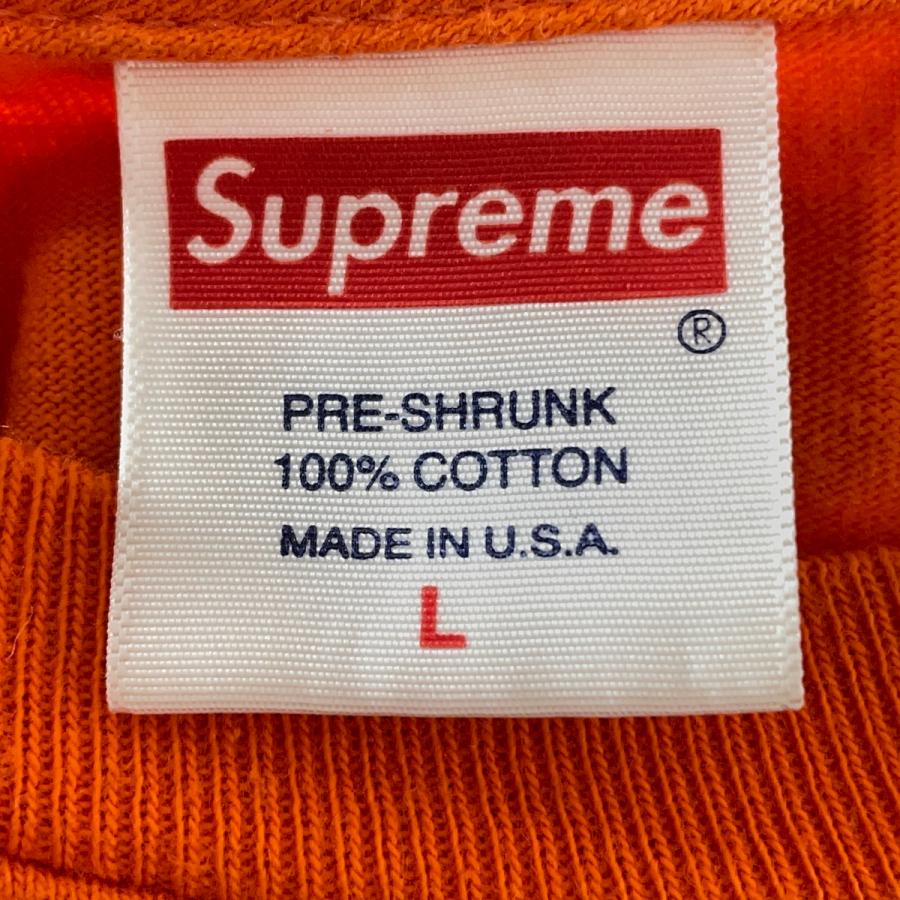 Supreme
®
PRE-SHRUNK
100% COTTON
MADE IN U.S.A.
L